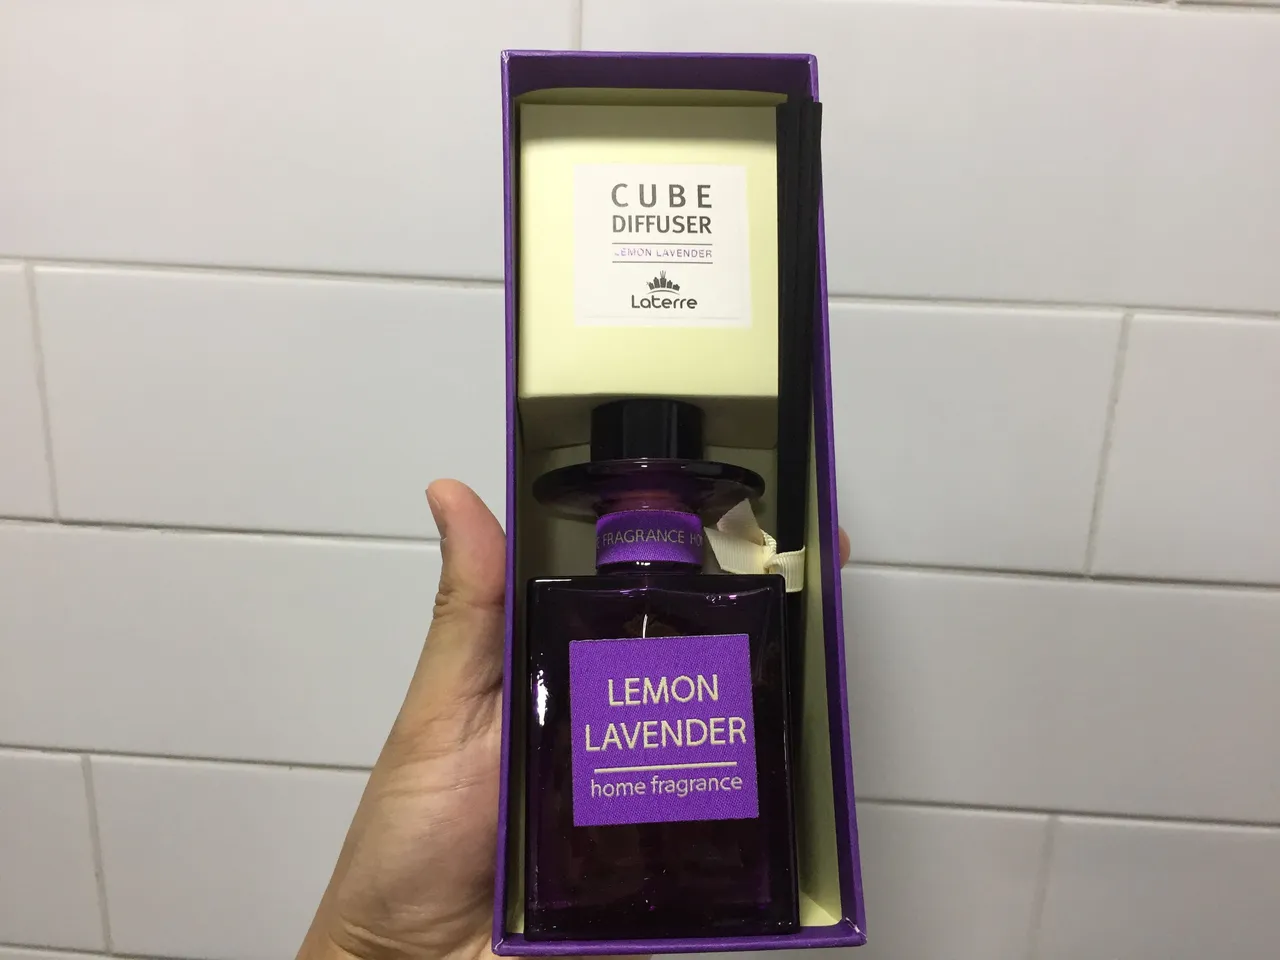 CUBE
DIFFUSER
LEMON LAVENDER
Laterre
FRAGRANCE
LEMON
LAVENDER
home fragrance